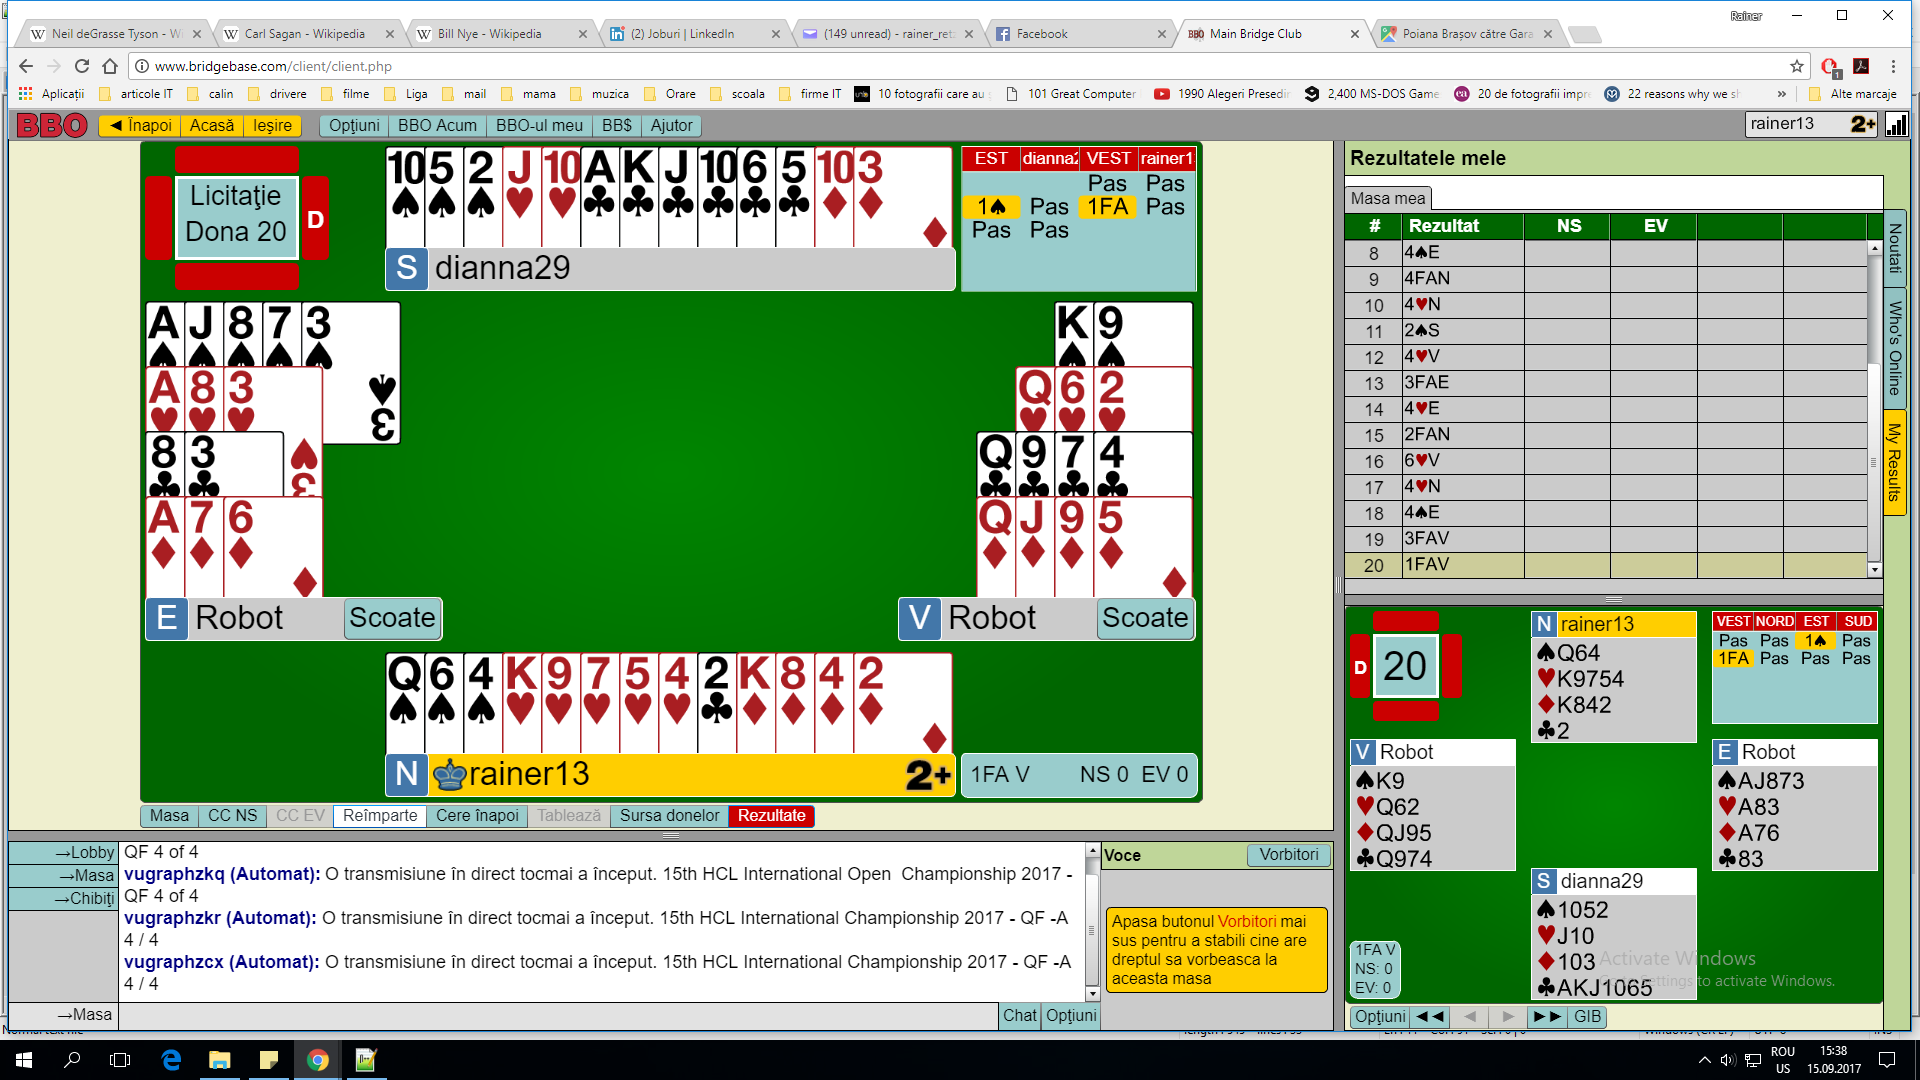 Rainer
Neil deGrasse Tyson - W
Carl Sagan - Wikipedia
Bill Nye - Wikipedia
(2) Joburi | LinkedIn
(149 unread) - rainer_ret
Facebook
Main Bridge Club
Poiana Brașov către Gara
www.bridgebase.com/client/client.php
1
Aplicații
articole IT
calin
drivere
filme
Liga
mail
mama
muzica
Orare
scoala
firme IT
10 fotografii care au
101 Great Computer
1990 Alegeri Presedin
2,400 MS-DOS Game
20 de fotografii impre
22 reasons why we sh
»
Alte marcaje
BBO
◄ Înapoi
Acasă
Ieşire
Opţiuni
BBO Acum
BBO-ul meu
BB$
Ajutor
rainer13 2+
Licitaţie
Dona 20
D
10 5 2 J 10 A K J 10 6 5 10 3
S dianna29
EST dianna2 VEST rainer1
Pas Pas
1♠ Pas 1FA Pas
Pas Pas
A J 8 7 3
3
A 8 3
3
8 3
A 7 6
E Robot Scoate
K 9
Q 6 2
Q 9 7 4
Q J 9 5
V Robot Scoate
Q 6 4 K 9 7 5 4 2 K 8 4 2
N rainer13 2+
1FA V NS 0 EV 0
Masa
CC NS
CC EV
Reîmparte
Cere înapoi
Tablează
Sursa donelor
Rezultate
→Lobby
→Masa
→Chibiţi
QF 4 of 4
vugraphzkq (Automat): O transmisiune în direct tocmai a început. 15th HCL International Open Championship 2017 -
QF 4 of 4
vugraphzkr (Automat): O transmisiune în direct tocmai a început. 15th HCL International Championship 2017 - QF -A
4 / 4
vugraphzcx (Automat): O transmisiune în direct tocmai a început. 15th HCL International Championship 2017 - QF -A
4 / 4
→Masa
Chat
Opţiuni
Voce
Vorbitori
Apasa butonul Vorbitori mai
sus pentru a stabili cine are
dreptul sa vorbeasca la
aceasta masa
Rezultatele mele
Masa mea
# Rezultat NS EV
8 4♠E
9 4FAN
10 4♥N
11 2♠S
12 4♥V
13 3FAE
14 4♥E
15 2FAN
16 6♥V
17 4♥N
18 4♠E
19 3FAV
20 1FAV
Noutati
Who's Online
My Results
D
20
N rainer13
♠Q64
♥K9754
♦K842
♣2
VEST NORD EST SUD
Pas Pas 1♠ Pas
1FA Pas Pas Pas
V Robot
♠K9
♥Q62
♦QJ95
♣Q974
E Robot
♠AJ873
♥A83
♦A76
♣83
S dianna29
♠1052
♥J10
♦103
♣AKJ1065
1FA V
NS: 0
EV: 0
Activate Windows
Go to Settings to activate Windows.
Opţiuni
GIB
ROU
US
15:38
15.09.2017